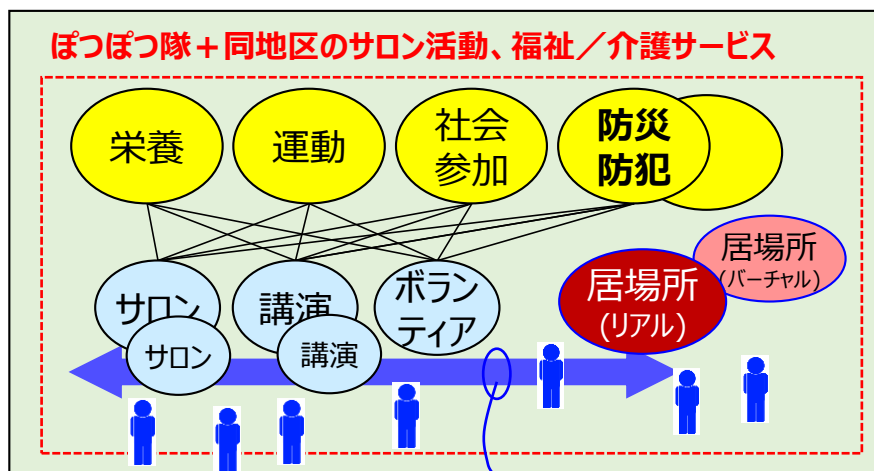 ぽつぽつ隊＋同地区のサロン活動、福祉／介護サービス
栄養
運動
社会
参加
防災
防犯
居場所
(バーチャル)
居場所
(リアル)
サロン
講演
ボラン
ティア
サロン
講演